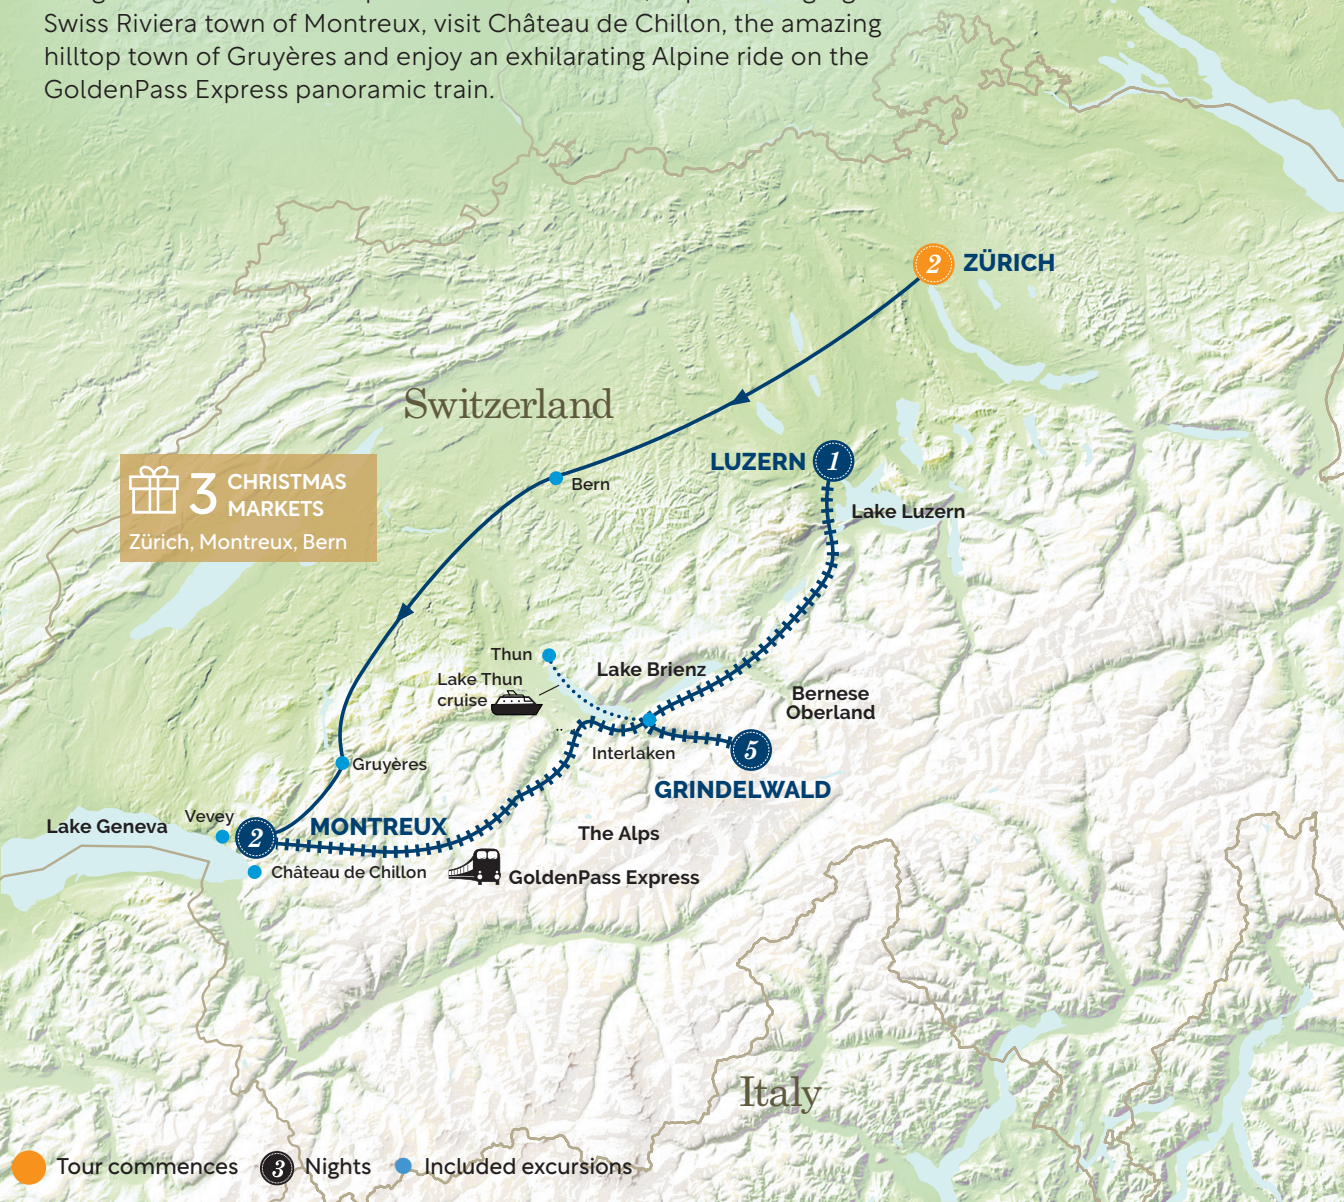 Swiss Riviera town of Montreux, visit Château de Chillon, the amazing
hilltop town of Gruyères and enjoy an exhilarating Alpine ride on the
GoldenPass Express panoramic train.
2 ZÜRICH
Switzerland
LUZERN 1
Bern
Lake Luzern
3 CHRISTMAS
MARKETS
Zürich, Montreux, Bern
Thun
Lake Thun
cruise
Lake Brienz
Bernese
Oberland
Interlaken
5
GRINDELWALD
Gruyères
Vevey
Lake Geneva
2 MONTREUX
The Alps
Château de Chillon
GoldenPass Express
Italy
Tour commences 3 Nights Included excursions